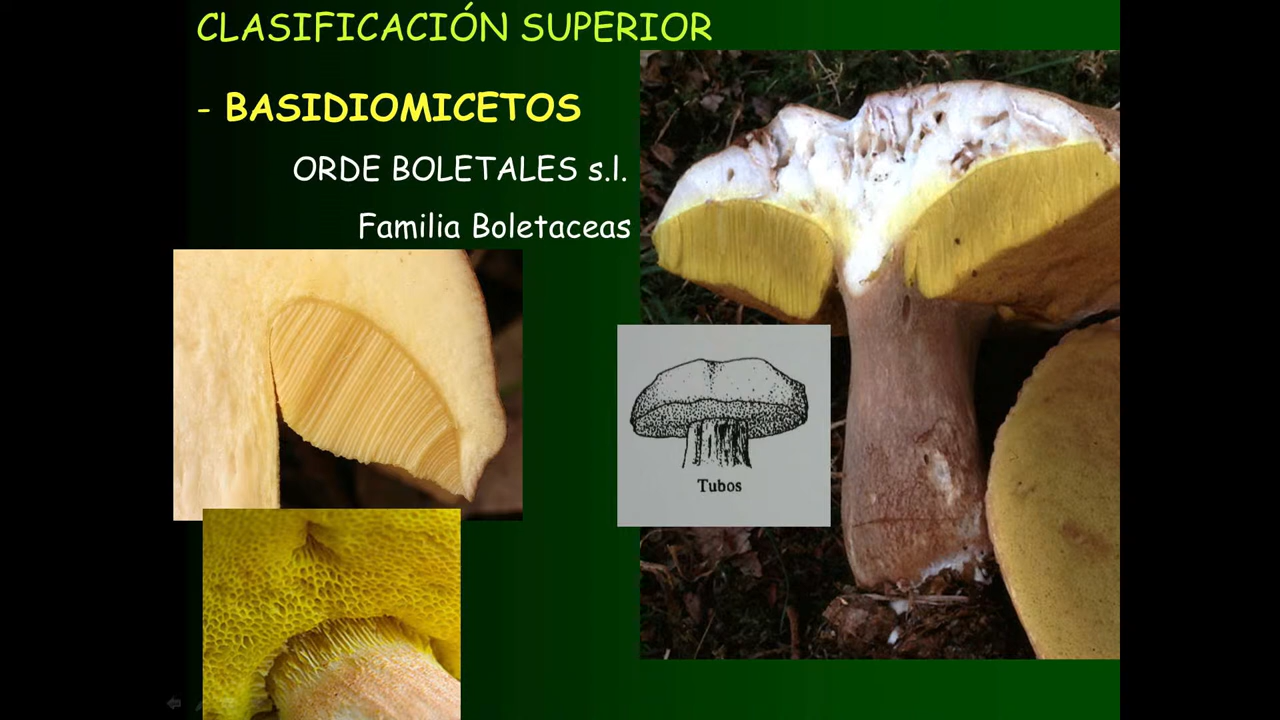 CLASIFICACIÓN SUPERIOR
- BASIDIOMICETOS
ORDE BOLETALES s.l.
Familia Boletaceas
Tubos